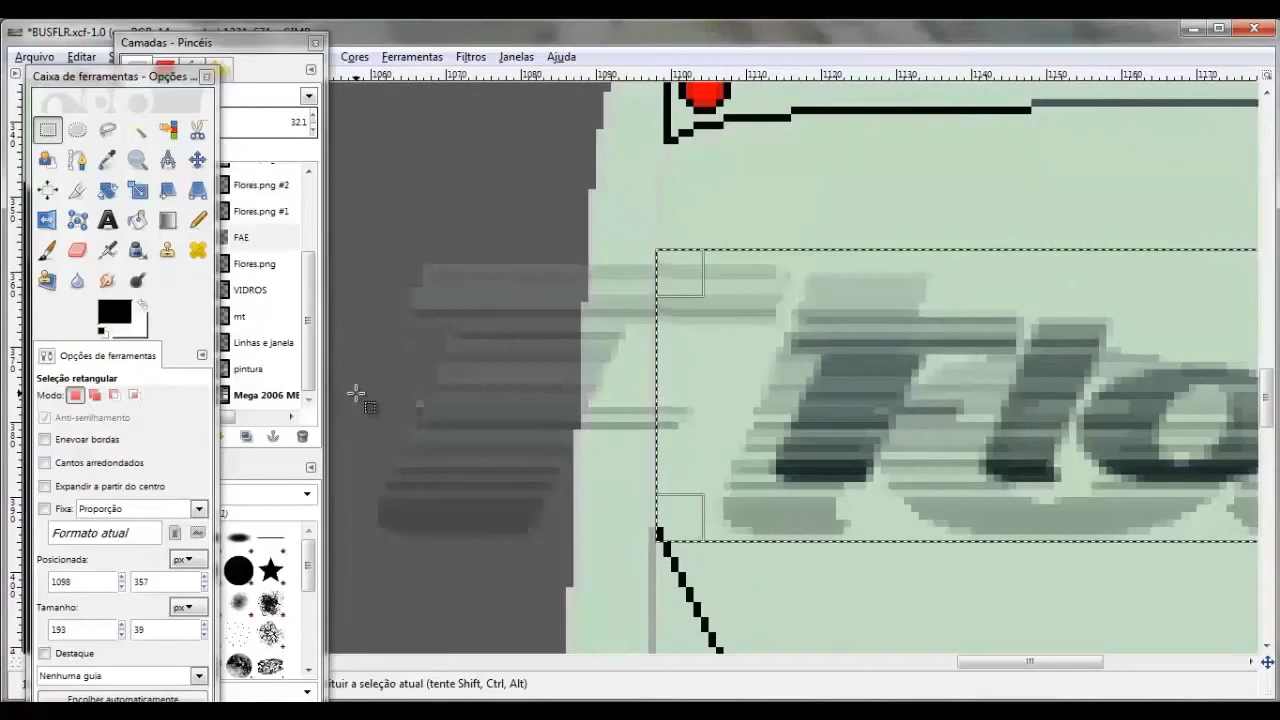 *BUSFLR.xcf-1.0
Camadas - Pincéis
Arquivo Editar
Cores Ferramentas Filtros Janelas Ajuda
Caixa de ferramentas - Opções ...
1060 1070 1080 1090 1100 1110 1120 1130 1140 1150 1160 1170
32.1
Flores.png #2
Flores.png #1
FAE
Flores.png
VIDROS
mt
Linhas e janela
pintura
Mega 2006 ME
Opções de ferramentas
Seleção retangular
Modo:
Anti-serrilhamento
Enevoar bordas
Cantos arredondados
Expandir a partir do centro
Fixa: Proporção
Formato atual
Posicionada: px
1098 357
Tamanho: px
193 39
Destaque
Nenhuma guia
Encolher automaticamente
Flo
ituir a seleção atual (tente Shift, Ctrl, Alt)